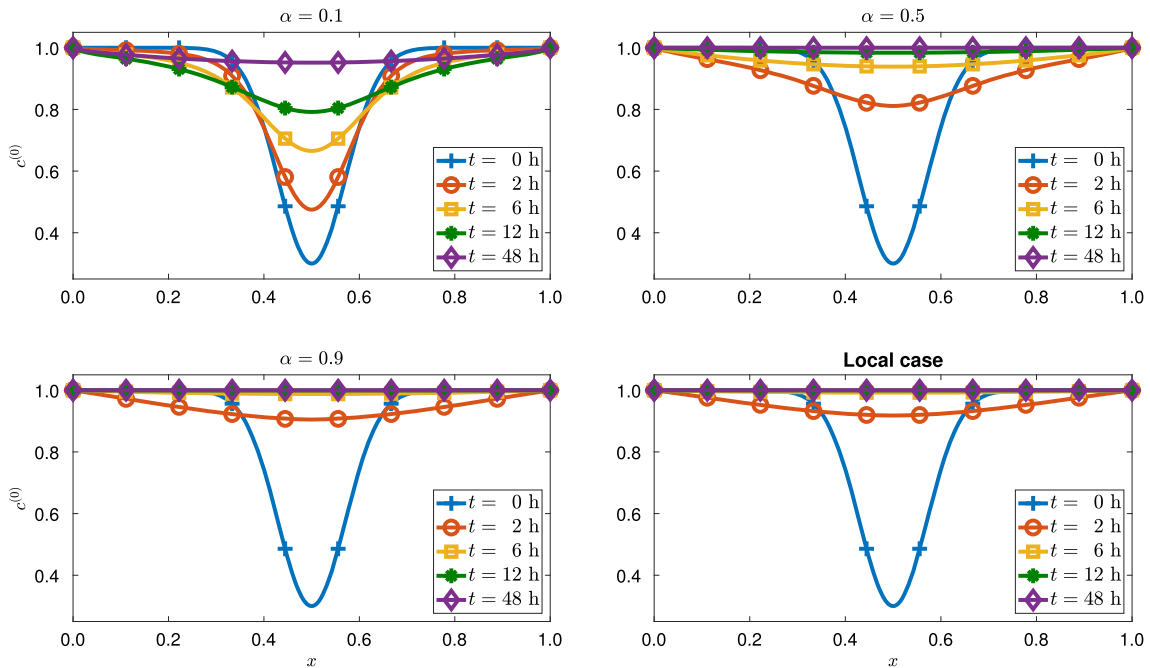 α = 0.1
α = 0.5
1.0
0.8
0.6
0.4
c(0)
t = 0 h
t = 2 h
t = 6 h
t = 12 h
t = 48 h
0.0 0.2 0.4 0.6 0.8 1.0
1.0
0.8
0.6
0.4
t = 0 h
t = 2 h
t = 6 h
t = 12 h
t = 48 h
0.0 0.2 0.4 0.6 0.8 1.0
α = 0.9
Local case
1.0
0.8
0.6
0.4
c(0)
t = 0 h
t = 2 h
t = 6 h
t = 12 h
t = 48 h
0.0 0.2 0.4 0.6 0.8 1.0
x
1.0
0.8
0.6
0.4
t = 0 h
t = 2 h
t = 6 h
t = 12 h
t = 48 h
0.0 0.2 0.4 0.6 0.8 1.0
x